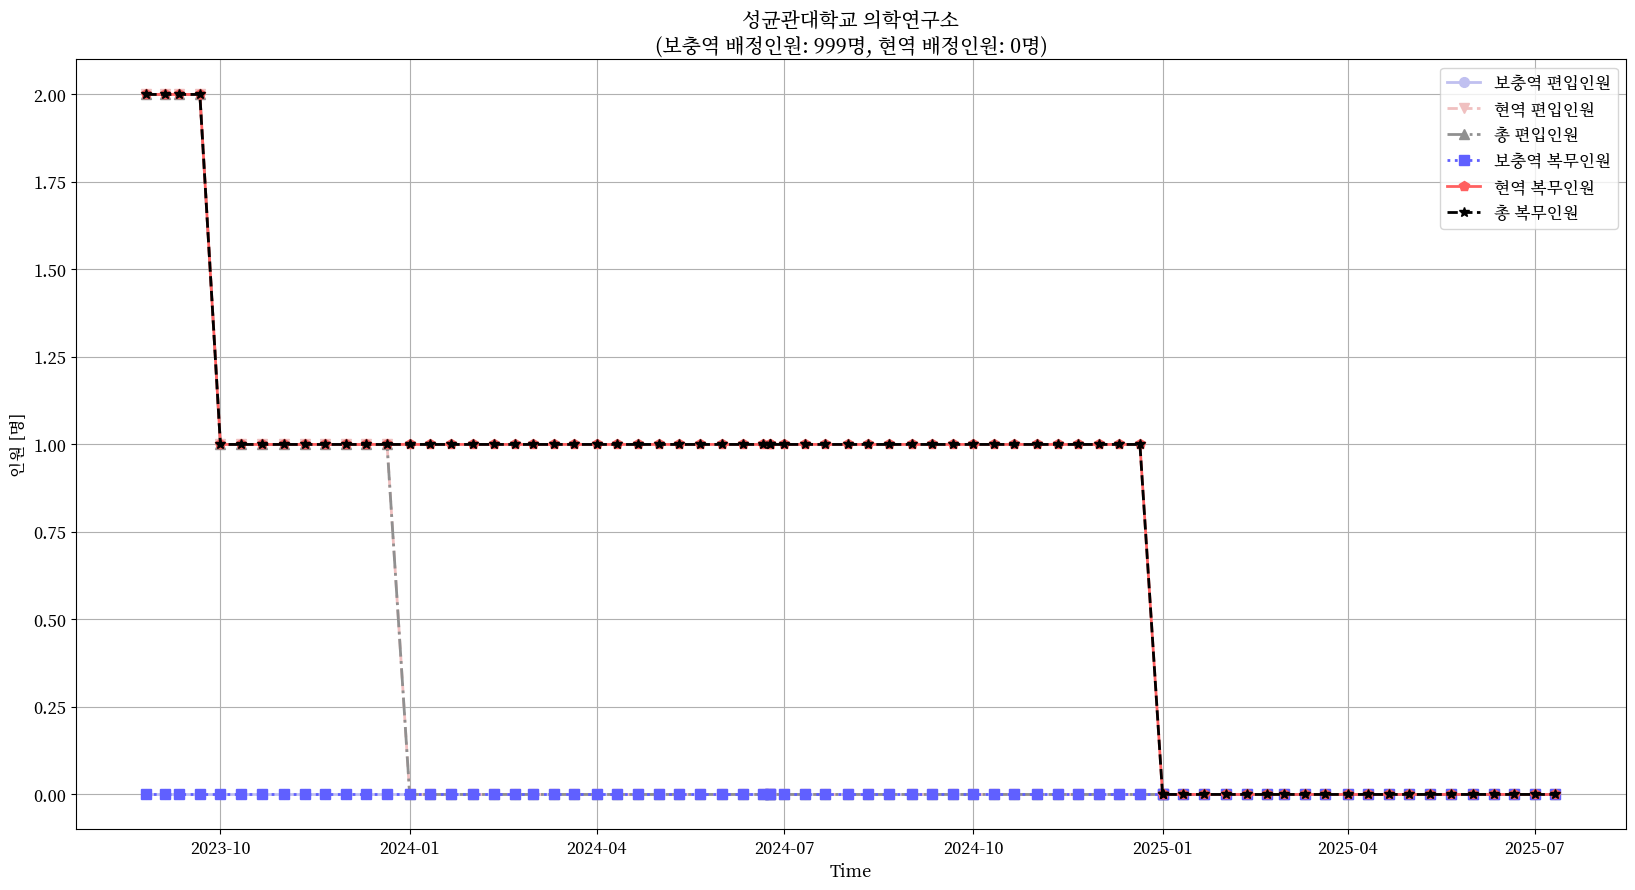 성균관대학교 의학연구소
(보충역 배정인원: 999명, 현역 배정인원: 0명)
보충역 편입인원
현역 편입인원
총 편입인원
보충역 복무인원
현역 복무인원
총 복무인원
인원 [명]
2.00
1.75
1.50
1.25
1.00
0.75
0.50
0.25
0.00
2023-10 2024-01 2024-04 2024-07 2024-10 2025-01 2025-04 2025-07
Time